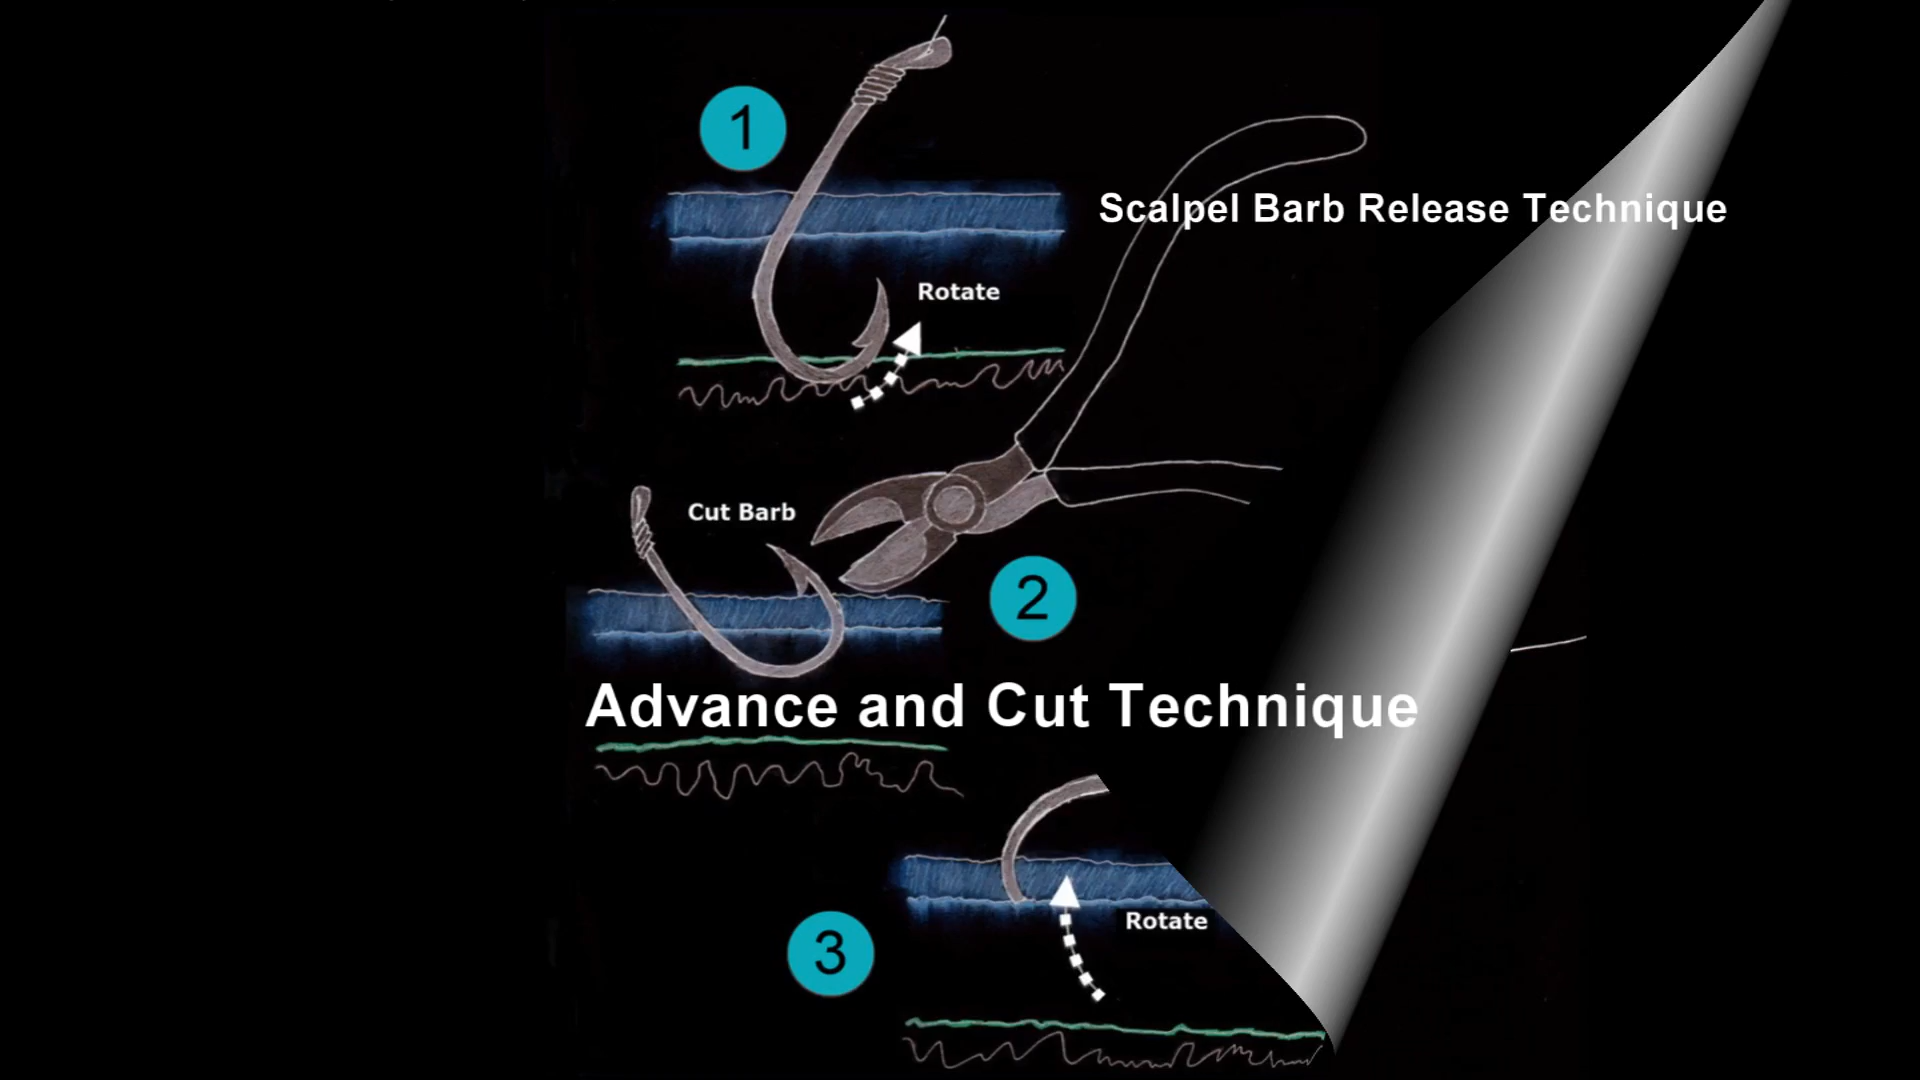 1
Scalpel Barb Release Technique
Rotate
Cut Barb
2
Advance and Cut Technique
3
Rotate